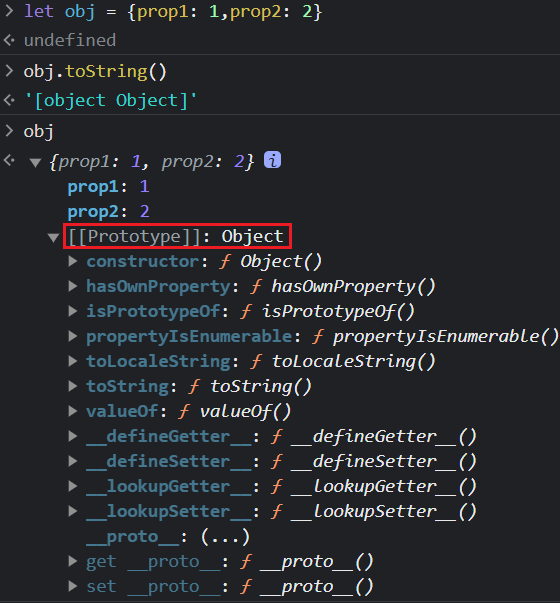 > let obj = {prop1: 1,prop2: 2}
undefined
> obj.toString()
'[object Object]'
> obj
▼ {prop1: 1, prop2: 2} i
prop1: 1
prop2: 2
▼ [[Prototype]]: Object
▶ constructor: ƒ Object()
▶ hasOwnProperty: ƒ hasOwnProperty()
▶ isPrototypeOf: ƒ isPrototypeOf()
▶ propertyIsEnumerable: ƒ propertyIsEnumerable()
▶ toLocaleString: ƒ toLocaleString()
▶ toString: ƒ toString()
▶ valueOf: ƒ valueOf()
▶ __defineGetter__: ƒ __defineGetter__()
▶ __defineSetter__: ƒ __defineSetter__()
▶ __lookupGetter__: ƒ __lookupGetter__()
▶ __lookupSetter__: ƒ __lookupSetter__()
__proto__: (...)
▶ get __proto__: ƒ __proto__()
▶ set __proto__: ƒ __proto__()